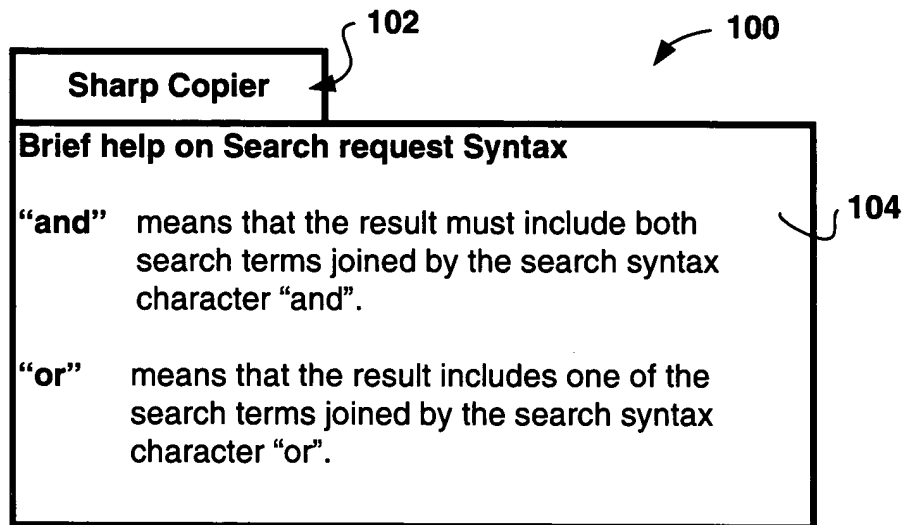 102
100
Sharp Copier
Brief help on Search request Syntax
104
“and” means that the result must include both
search terms joined by the search syntax
character “and”.
“or” means that the result includes one of the
search terms joined by the search syntax
character “or”.